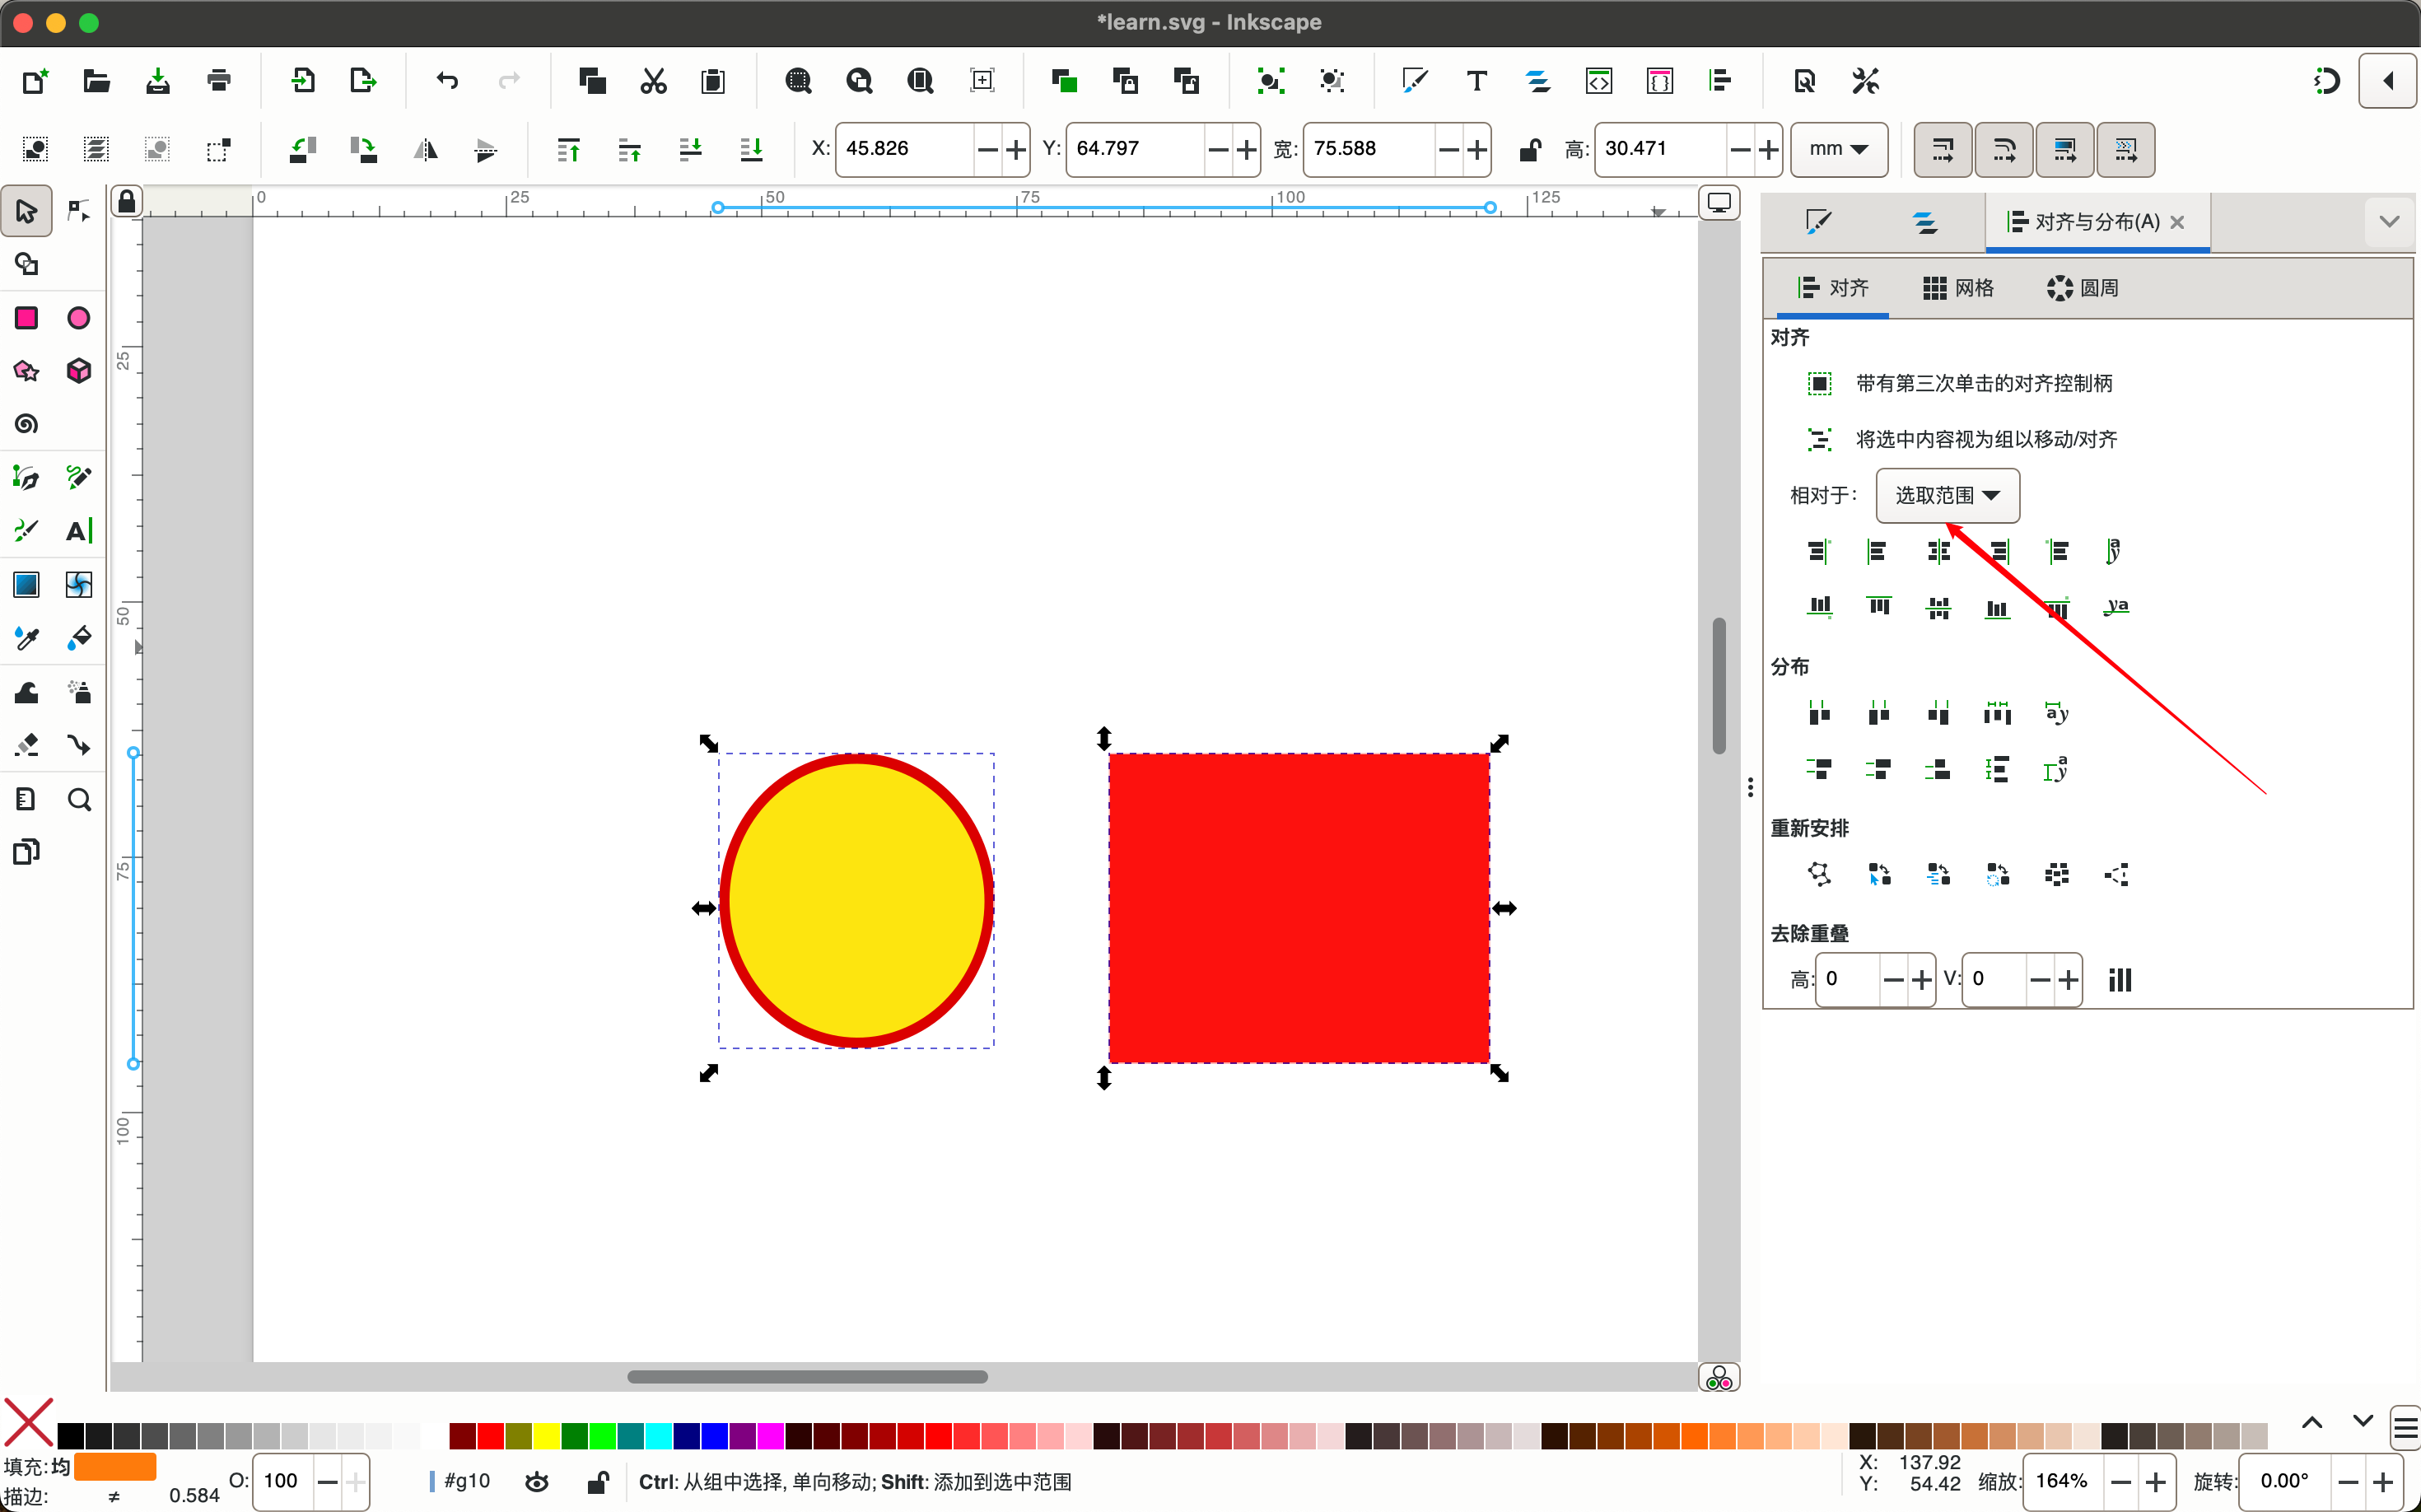 *learn.svg - Inkscape
X: 45.826 Y: 64.797 宽: 75.588 高: 30.471 mm
0 25 50 75 100 125
对齐与分布(A)
对齐 网格 圆周
对齐
带有第三次单击的对齐控制柄
将选中内容视为组以移动/对齐
相对于: 选取范围
分布
重新安排
去除重叠
高: 0 V: 0
25
50
75
100
填充: 均
描边: ≠ 0.584
O: 100
#g10
Ctrl: 从组中选择, 单向移动; Shift: 添加到选中范围
X: 137.92
Y: 54.42
缩放: 164%
旋转: 0.00°